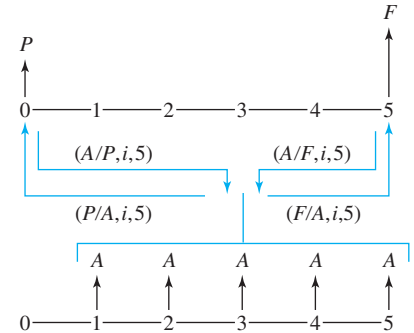 F
P
0 1 2 3 4 5
(A/P,i,5) (A/F,i,5)
(P/A,i,5) (F/A,i,5)
A A A A A
0 1 2 3 4 5